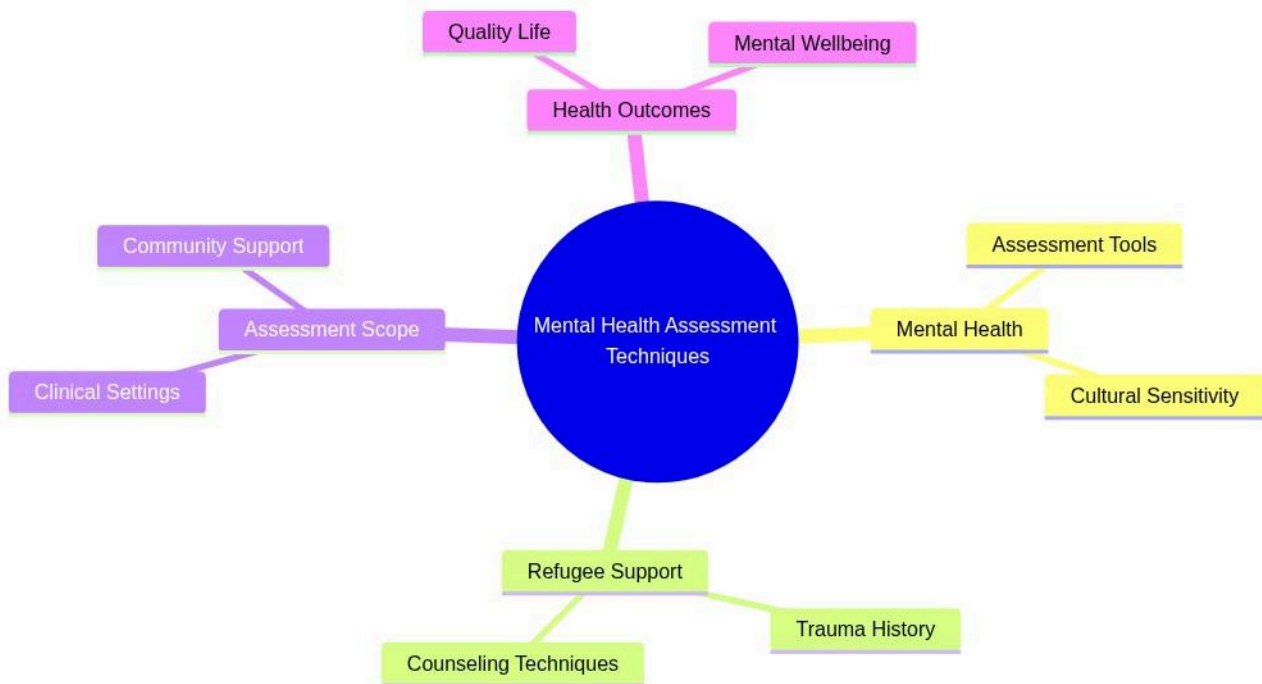 Quality Life
Mental Wellbeing
Health Outcomes
Community Support
Assessment Tools
Assessment Scope
Mental Health Assessment
Techniques
Mental Health
Clinical Settings
Cultural Sensitivity
Refugee Support
Trauma History
Counseling Techniques